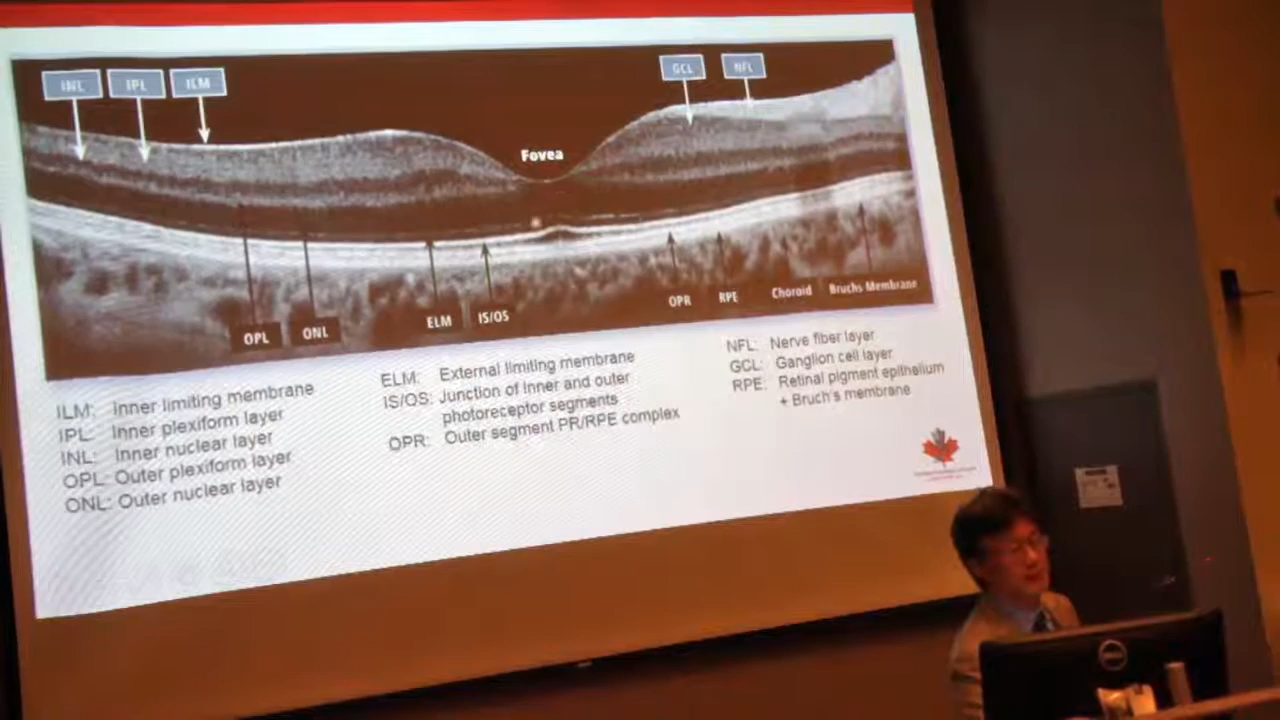 INL IPL ILM GCL NFL
Fovea
OPL ONL ELM IS/OS OPR RPE Choroid Bruchs Membrane
ILM: Inner limiting membrane
IPL: Inner plexiform layer
INL: Inner nuclear layer
OPL: Outer plexiform layer
ONL: Outer nuclear layer
ELM: External limiting membrane
IS/OS: Junction of inner and outer
photoreceptor segments
OPR: Outer segment PR/RPE complex
NFL: Nerve fiber layer
GCL: Ganglion cell layer
RPE: Retinal pigment epithelium
+ Bruch's membrane
DELL